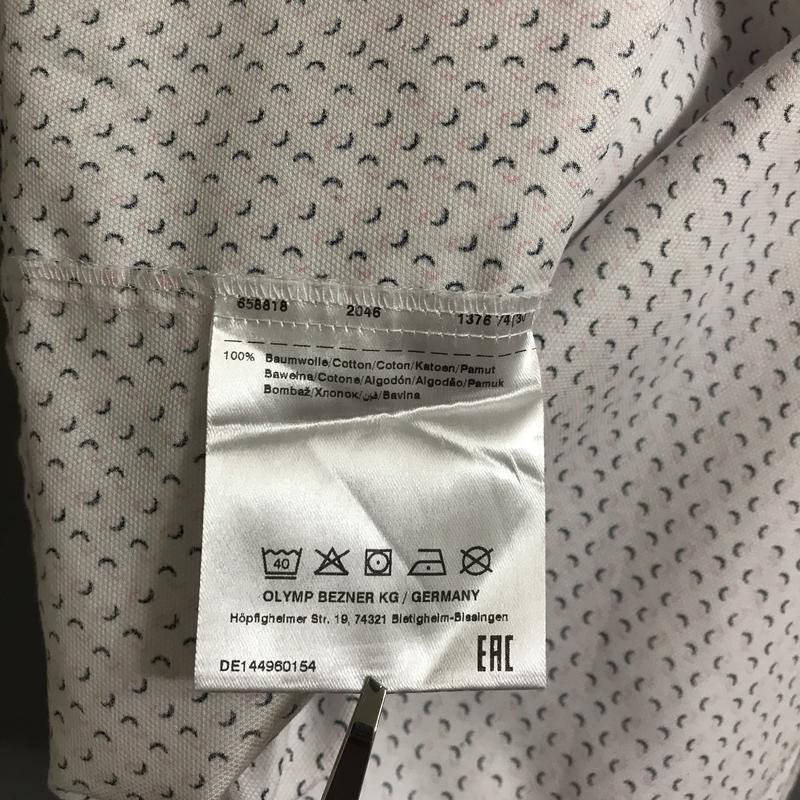 658818 2046 1376 /4/30
100% Baumwolle/Cotton/Coton/Katoen/Pamut
Bawełna/Cotone/Algodón/Algodão/Pamuk
Bombaž/Хлопок/قطن/Bavlna
40
OLYMP BEZNER KG / GERMANY
Höpfigheimer Str. 19, 74321 Bietigheim-Bissingen
DE144960154
EAC